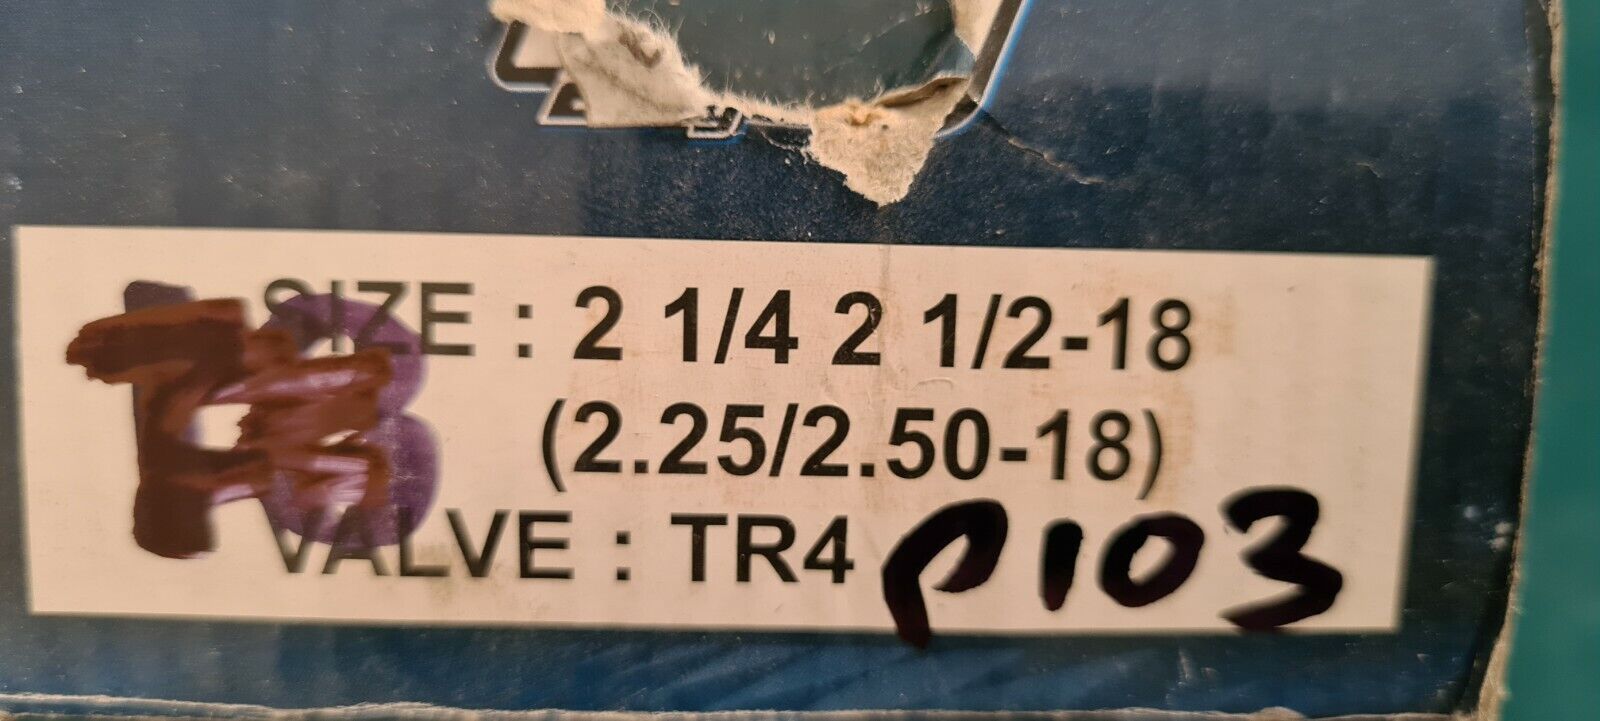 SIZE : 2 1/4 2 1/2-18
(2.25/2.50-18)
VALVE : TR4 P103